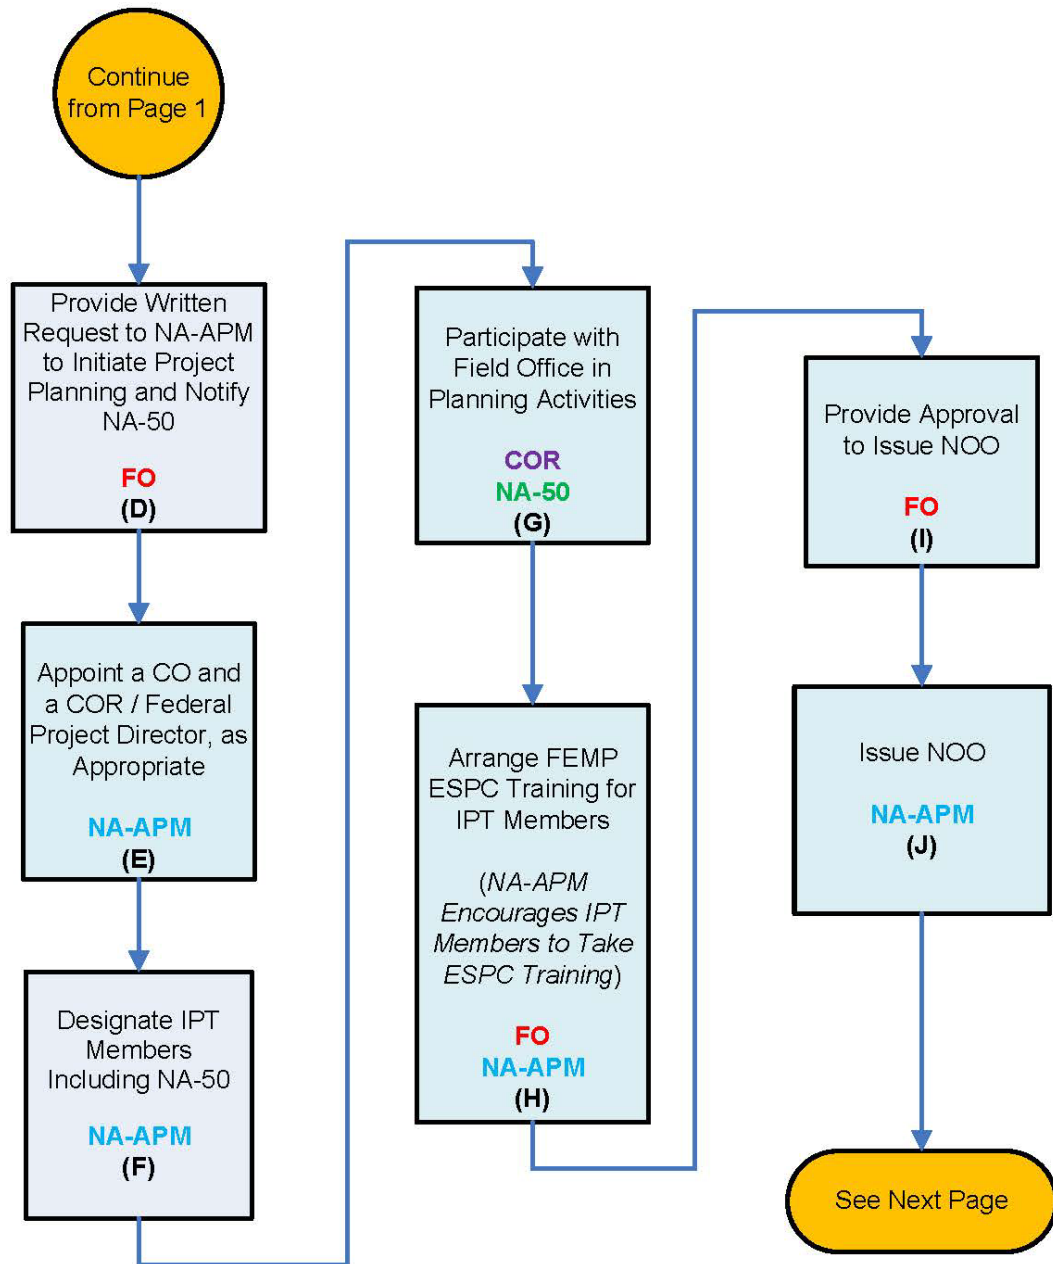 Continue
from Page 1
Provide Written
Request to NA-APM
to Initiate Project
Planning and Notify
NA-50
FO
(D)
Appoint a CO and
a COR / Federal
Project Director, as
Appropriate
NA-APM
(E)
Designate IPT
Members
Including NA-50
NA-APM
(F)
Participate with
Field Office in
Planning Activities
COR
NA-50
(G)
Arrange FEMP
ESPC Training for
IPT Members
(NA-APM
Encourages IPT
Members to Take
ESPC Training)
FO
NA-APM
(H)
Provide Approval
to Issue NOO
FO
(I)
Issue NOO
NA-APM
(J)
See Next Page